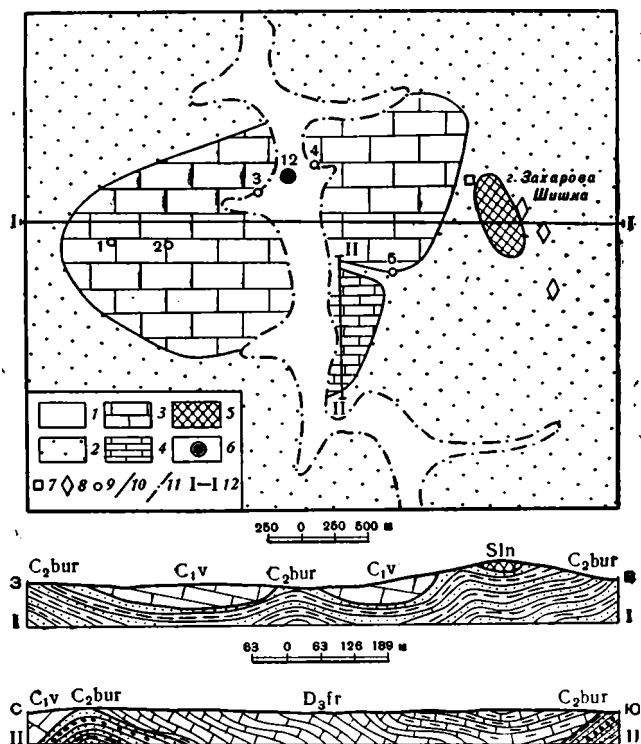 4
12
г. Захарова
Шишка
3
I I
1 2
II
5
II
1 3 5
2 4 6
7 8 9 10 11 I—I 12
250 0 250 500 м
C₂bur C₁v C₂bur C₁v Sln C₂bur
З В
I I
63 0 63 126 189 м
C₁v C₂bur D₃fr C₂bur
С Ю
II II